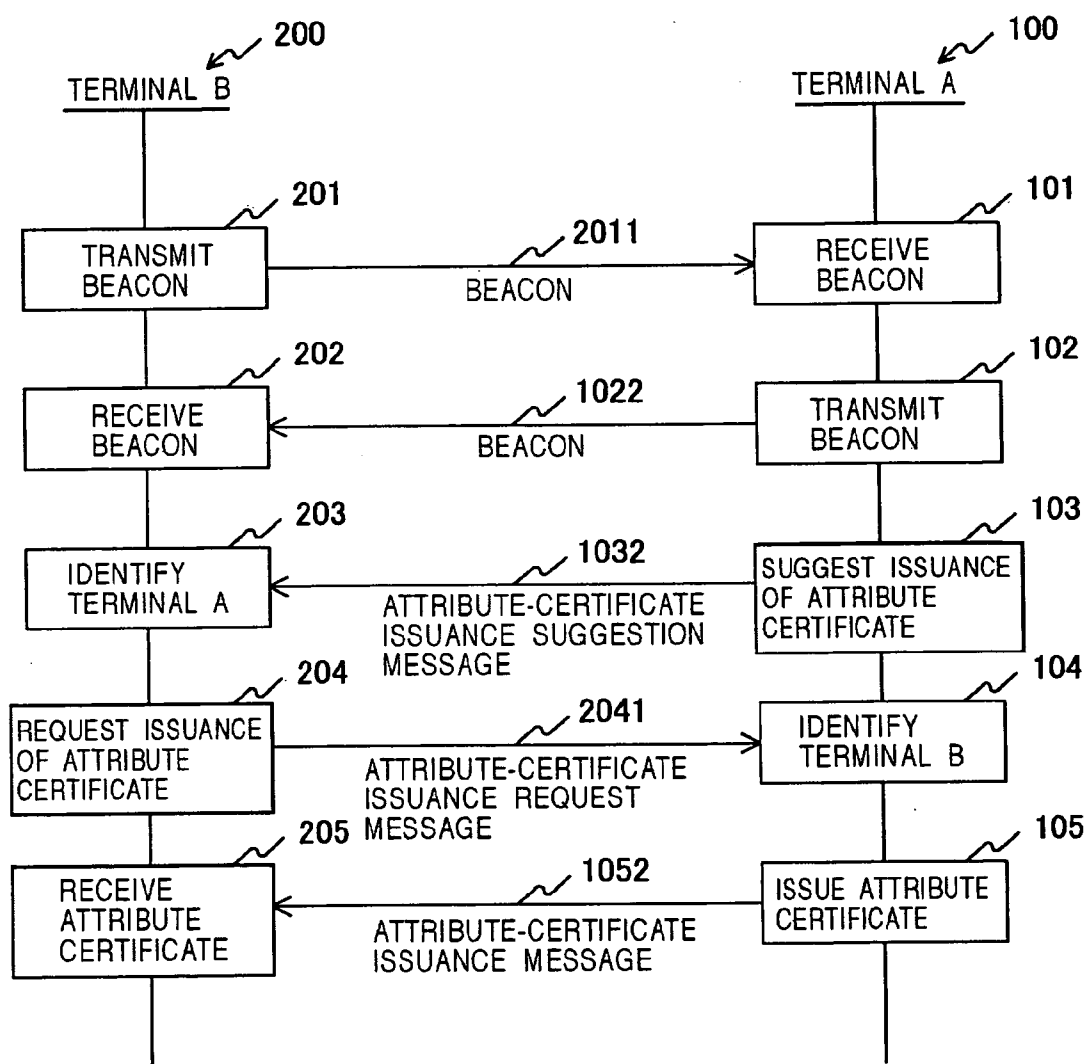 200
TERMINAL B
100
TERMINAL A
201
TRANSMIT
BEACON
2011
BEACON
101
RECEIVE
BEACON
202
RECEIVE
BEACON
1022
BEACON
102
TRANSMIT
BEACON
203
IDENTIFY
TERMINAL A
1032
ATTRIBUTE-CERTIFICATE
ISSUANCE SUGGESTION
MESSAGE
103
SUGGEST ISSUANCE
OF ATTRIBUTE
CERTIFICATE
204
REQUEST ISSUANCE
OF ATTRIBUTE
CERTIFICATE
2041
ATTRIBUTE-CERTIFICATE
ISSUANCE REQUEST
MESSAGE
104
IDENTIFY
TERMINAL B
205
RECEIVE
ATTRIBUTE
CERTIFICATE
1052
ATTRIBUTE-CERTIFICATE
ISSUANCE MESSAGE
105
ISSUE ATTRIBUTE
CERTIFICATE